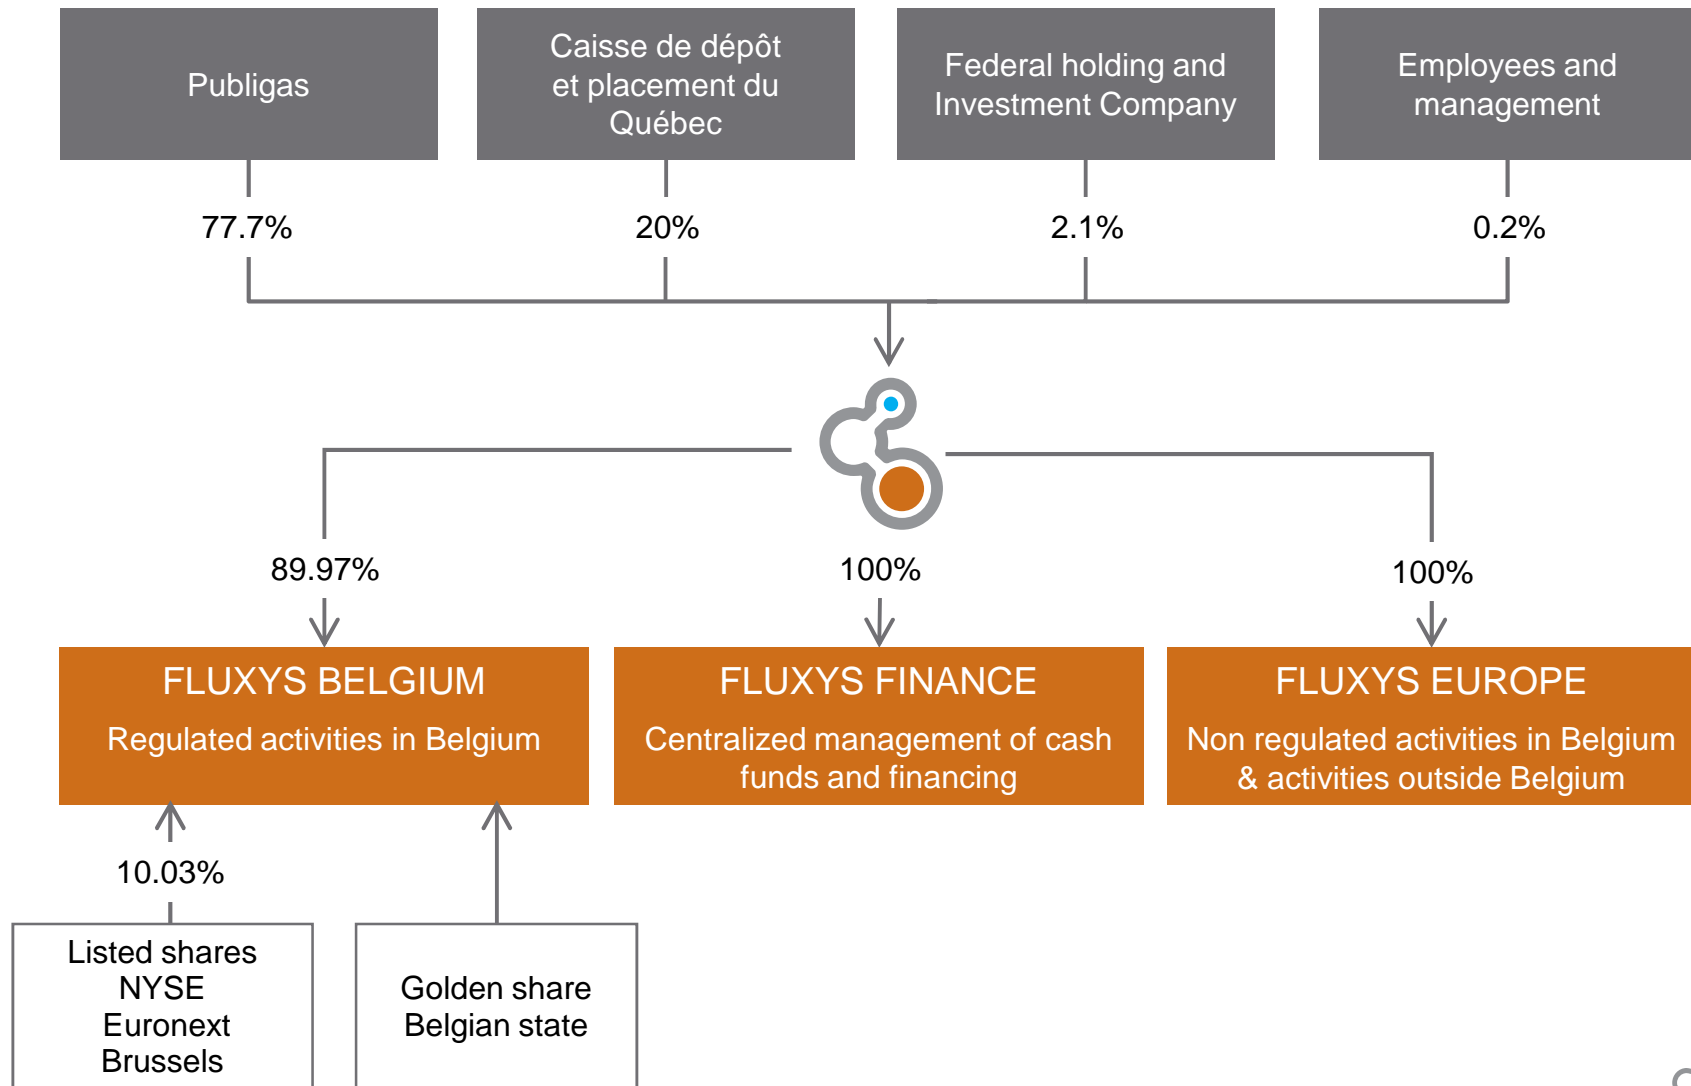 Publigas
Caisse de dépôt
et placement du
Québec
Federal holding and
Investment Company
Employees and
management
77.7%
20%
2.1%
0.2%
89.97%
100%
100%
FLUXYS BELGIUM
Regulated activities in Belgium
FLUXYS FINANCE
Centralized management of cash
funds and financing
FLUXYS EUROPE
Non regulated activities in Belgium
& activities outside Belgium
10.03%
Listed shares
NYSE
Euronext
Brussels
Golden share
Belgian state